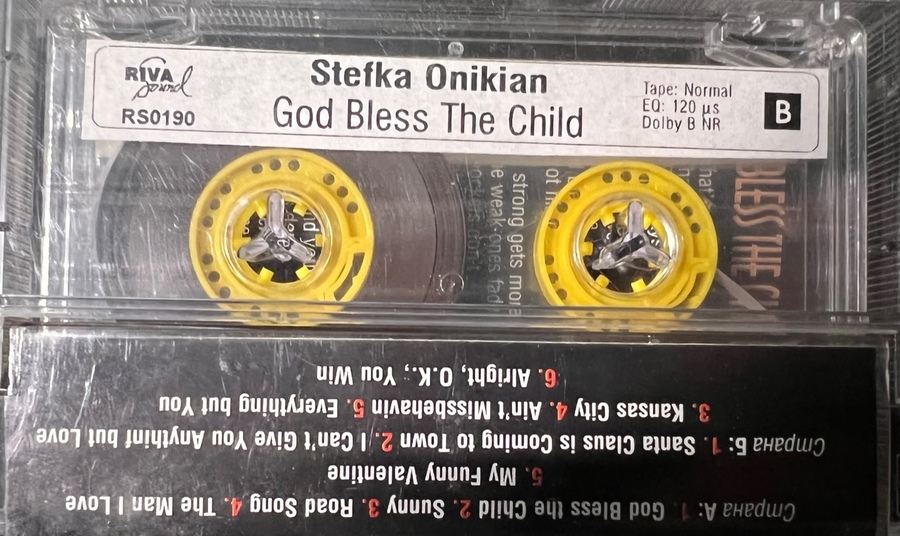 RIVA Sound
RS0190
Stefka Onikian
God Bless The Child
Tape: Normal
EQ: 120 µs
Dolby B NR
B
strong gets more
e weak ones fad
BLESS THE C
Страна А: 1. God Bless the Child 2. Sunny 3. Road Song 4. The Man I Love
5. My Funny Valentine
Страна Б: 1. Santa Claus is Coming to Town 2. I Can't Give You Anythinf but Love
3. Kansas City 4. Ain't Missbehavin 5. Everything but You
6. Alright, O.K., You Win